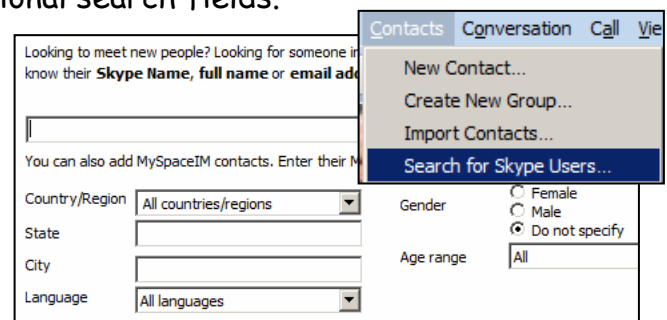 onal search fields.
Contacts Conversation Call Vie
New Contact...
Create New Group...
Import Contacts...
Search for Skype Users...
Looking to meet new people? Looking for someone in
know their Skype Name, full name or email add
You can also add MySpaceIM contacts. Enter their M
Country/Region All countries/regions
State
City
Language All languages
Gender
Female
Male
Do not specify
Age range All